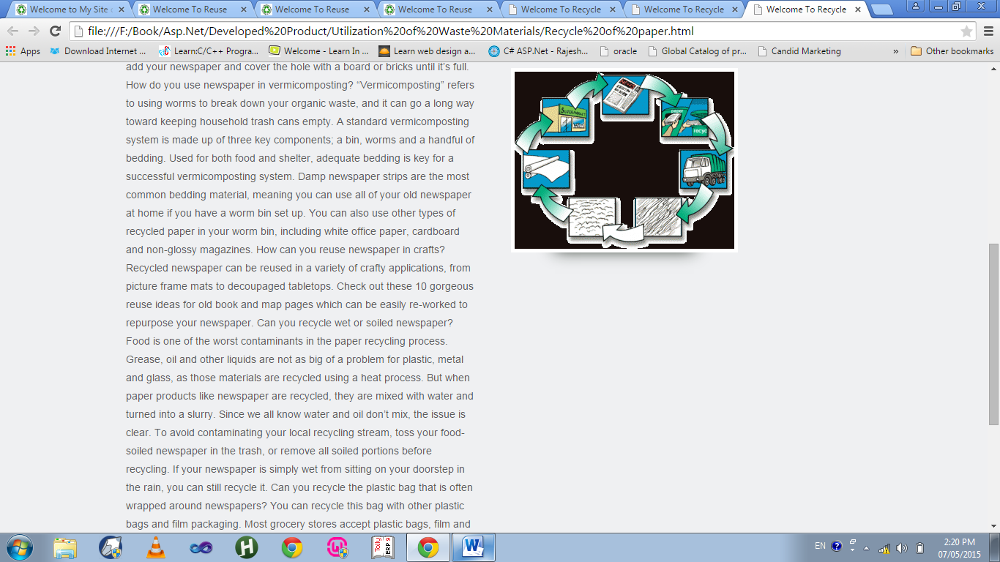 Welcome to My Site
Welcome To Reuse
Welcome To Reuse
Welcome To Reuse
Welcome To Recycle
Welcome To Recycle
Welcome To Recycle
file:///F:/Book/Asp.Net/Developed%20Product/Utilization%20of%20Waste%20Materials/Recycle%20of%20paper.html
Apps
Download Internet ...
Learn:C/C++ Progra...
Welcome - Learn In ...
Learn web design a...
C# ASP.Net - Rajesh...
oracle
Global Catalog of pr...
Candid Marketing
»
Other bookmarks
add your newspaper and cover the hole with a board or bricks until it’s full.
How do you use newspaper in vermicomposting? “Vermicomposting” refers
to using worms to break down your organic waste, and it can go a long way
toward keeping household trash cans empty. A standard vermicomposting
system is made up of three key components; a bin, worms and a handful of
bedding. Used for both food and shelter, adequate bedding is key for a
successful vermicomposting system. Damp newspaper strips are the most
common bedding material, meaning you can use all of your old newspaper
at home if you have a worm bin set up. You can also use other types of
recycled paper in your worm bin, including white office paper, cardboard
and non-glossy magazines. How can you reuse newspaper in crafts?
Recycled newspaper can be reused in a variety of crafty applications, from
picture frame mats to decoupaged tabletops. Check out these 10 gorgeous
reuse ideas for old book and map pages which can be easily re-worked to
repurpose your newspaper. Can you recycle wet or soiled newspaper?
Food is one of the worst contaminants in the paper recycling process.
Grease, oil and other liquids are not as big of a problem for plastic, metal
and glass, as those materials are recycled using a heat process. But when
paper products like newspaper are recycled, they are mixed with water and
turned into a slurry. Since we all know water and oil don’t mix, the issue is
clear. To avoid contaminating your local recycling stream, toss your food-
soiled newspaper in the trash, or remove all soiled portions before
recycling. If your newspaper is simply wet from sitting on your doorstep in
the rain, you can still recycle it. Can you recycle the plastic bag that is often
wrapped around newspapers? You can recycle this bag with other plastic
bags and film packaging. Most grocery stores accept plastic bags, film and
SUPERMARKET
paper
recyc
Tally
ERP 9
EN
2:20 PM
07/05/2015